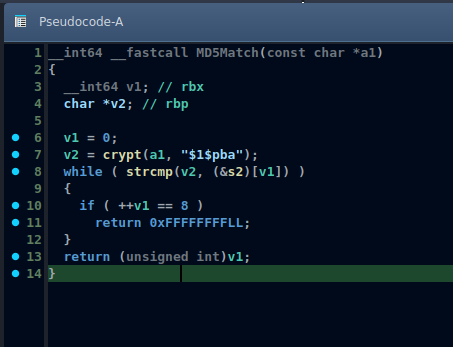 Pseudocode-A
1 __int64 __fastcall MD5Match(const char *a1)
2 {
3   __int64 v1; // rbx
4   char *v2; // rbp
5
6   v1 = 0;
7   v2 = crypt(a1, "$1$pba");
8   while ( strcmp(v2, (&s2)[v1]) )
9   {
10     if ( ++v1 == 8 )
11       return 0xFFFFFFFFLL;
12   }
13   return (unsigned int)v1;
14 }